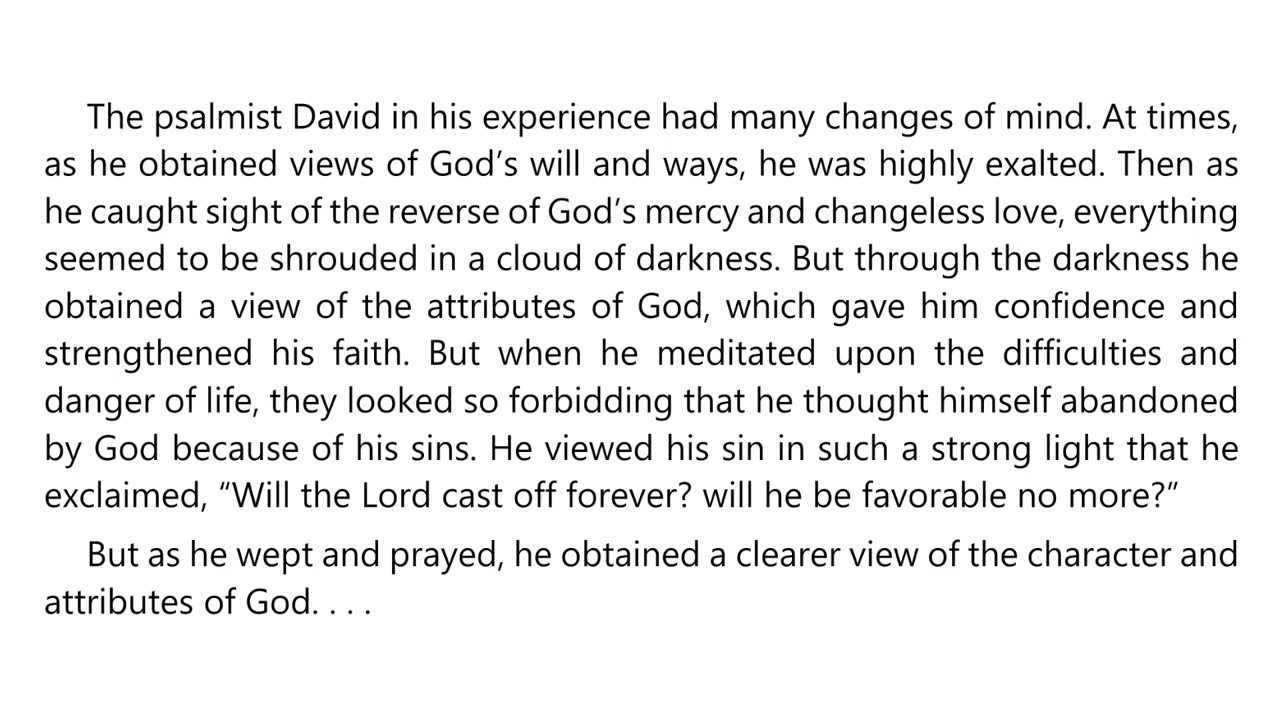 The psalmist David in his experience had many changes of mind. At times,
as he obtained views of God’s will and ways, he was highly exalted. Then as
he caught sight of the reverse of God’s mercy and changeless love, everything
seemed to be shrouded in a cloud of darkness. But through the darkness he
obtained a view of the attributes of God, which gave him confidence and
strengthened his faith. But when he meditated upon the difficulties and
danger of life, they looked so forbidding that he thought himself abandoned
by God because of his sins. He viewed his sin in such a strong light that he
exclaimed, “Will the Lord cast off forever? will he be favorable no more?”
But as he wept and prayed, he obtained a clearer view of the character and
attributes of God. . . .